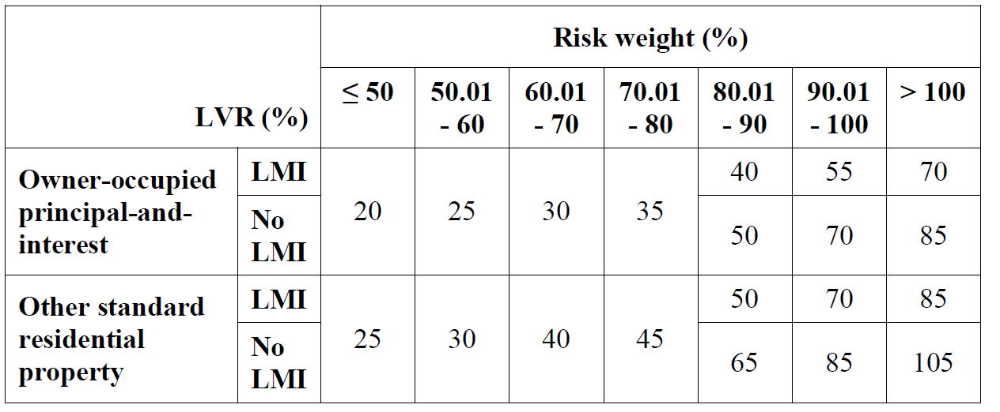 Risk weight (%)
LVR (%)
≤ 50
50.01
- 60
60.01
- 70
70.01
- 80
80.01
- 90
90.01
- 100
> 100
Owner-occupied
principal-and-
interest
LMI
20
25
30
35
40
55
70
No
LMI
50
70
85
Other standard
residential
property
LMI
25
30
40
45
50
70
85
No
LMI
65
85
105